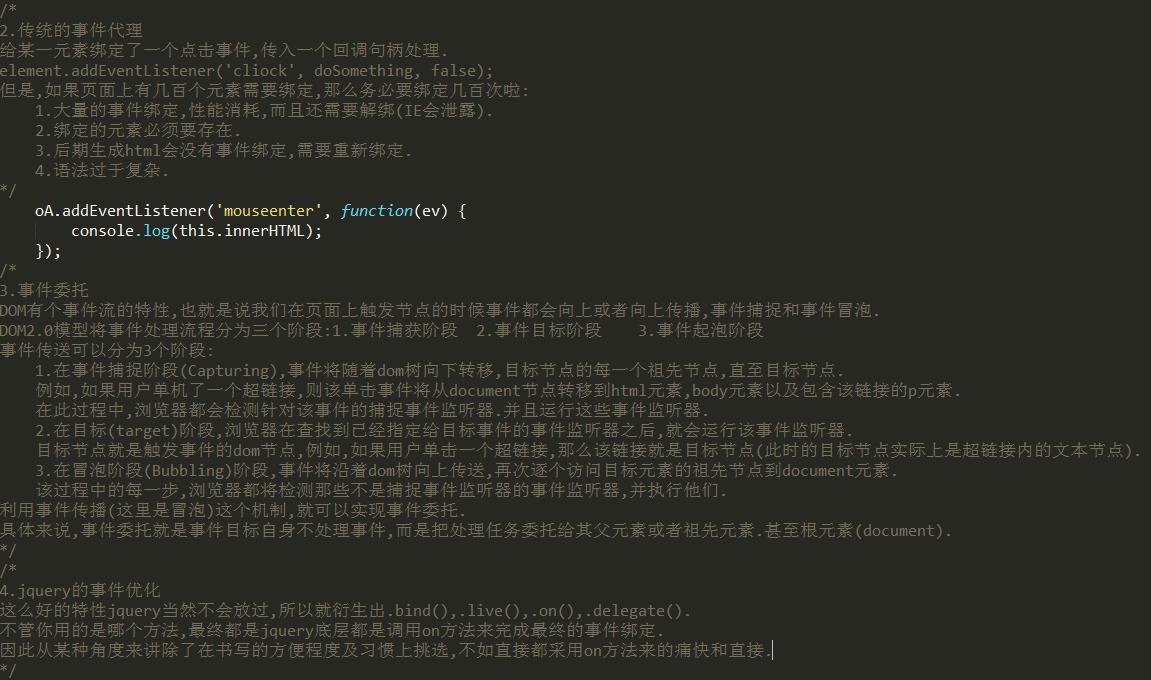 /*
2.传统的事件代理
给某一元素绑定了一个点击事件,传入一个回调句柄处理.
element.addEventListener('cliock', doSomething, false);
但是,如果页面上有几百个元素需要绑定,那么务必要绑定几百次啦:
    1.大量的事件绑定,性能消耗,而且还需要解绑(IE会泄露).
    2.绑定的元素必须要存在.
    3.后期生成html会没有事件绑定,需要重新绑定.
    4.语法过于复杂.
*/
    oA.addEventListener('mouseenter', function(ev) {
        console.log(this.innerHTML);
    });
/*
3.事件委托
DOM有个事件流的特性,也就是说我们在页面上触发节点的时候事件都会向上或者向上传播,事件捕捉和事件冒泡.
DOM2.0模型将事件处理流程分为三个阶段:1.事件捕获阶段  2.事件目标阶段    3.事件起泡阶段
事件传送可以分为3个阶段:
    1.在事件捕捉阶段(Capturing),事件将随着dom树向下转移,目标节点的每一个祖先节点,直至目标节点.
    例如,如果用户单机了一个超链接,则该单击事件将从document节点转移到html元素,body元素以及包含该链接的p元素.
    在此过程中,浏览器都会检测针对该事件的捕捉事件监听器.并且运行这些事件监听器.
    2.在目标(target)阶段,浏览器在查找到已经指定给目标事件的事件监听器之后,就会运行该事件监听器.
    目标节点就是触发事件的dom节点,例如,如果用户单击一个超链接,那么该链接就是目标节点(此时的目标节点实际上是超链接内的文本节点).
    3.在冒泡阶段(Bubbling)阶段,事件将沿着dom树向上传送,再次逐个访问目标元素的祖先节点到document元素.
    该过程中的每一步,浏览器都将检测那些不是捕捉事件监听器的事件监听器,并执行他们.
利用事件传播(这里是冒泡)这个机制,就可以实现事件委托.
具体来说,事件委托就是事件目标自身不处理事件,而是把处理任务委托给其父元素或者祖先元素.甚至根元素(document).
*/
/*
4.jquery的事件优化
这么好的特性jquery当然不会放过,所以就衍生出.bind(),.live(),.on(),.delegate().
不管你用的是哪个方法,最终都是jquery底层都是调用on方法来完成最终的事件绑定.
因此从某种角度来讲除了在书写的方便程度及习惯上挑选,不如直接都采用on方法来的痛快和直接.
*/